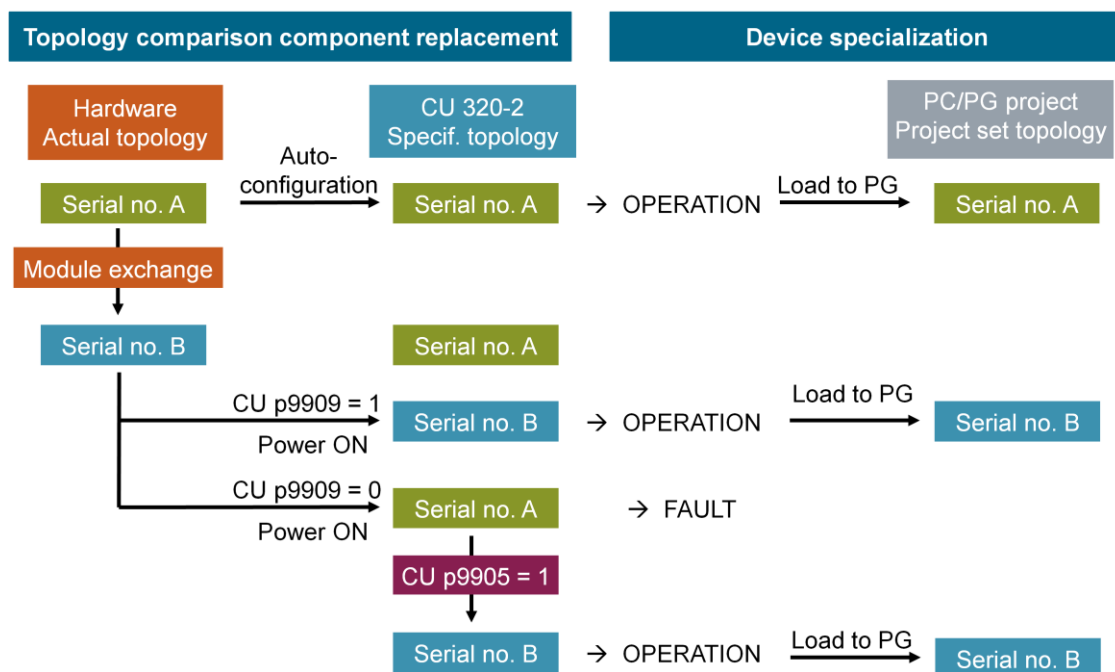 Topology comparison component replacement
Device specialization
Hardware
Actual topology
CU 320-2
Specif. topology
PC/PG project
Project set topology
Auto-
configuration
Serial no. A
Serial no. A
→ OPERATION
Load to PG
Serial no. A
Module exchange
Serial no. B
Serial no. A
CU p9909 = 1
Power ON
Serial no. B
→ OPERATION
Load to PG
Serial no. B
CU p9909 = 0
Power ON
Serial no. A
→ FAULT
CU p9905 = 1
Serial no. B
→ OPERATION
Load to PG
Serial no. B